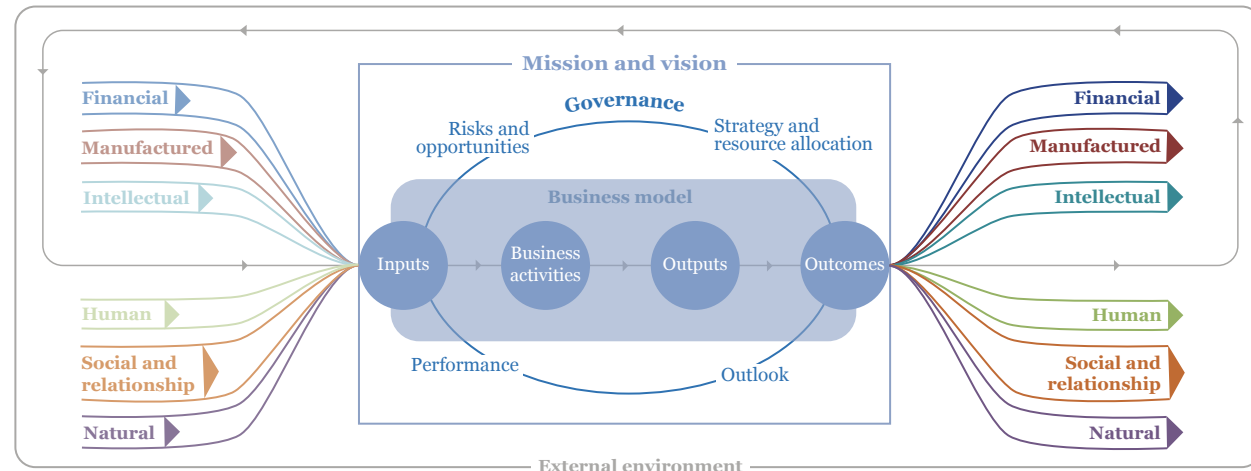 Mission and vision
Governance
Risks and
opportunities
Strategy and
resource allocation
Financial
Manufactured
Intellectual
Human
Social and
relationship
Natural
Business model
Inputs
Business
activities
Outputs
Outcomes
Performance
Outlook
Financial
Manufactured
Intellectual
Human
Social and
relationship
Natural
External environment